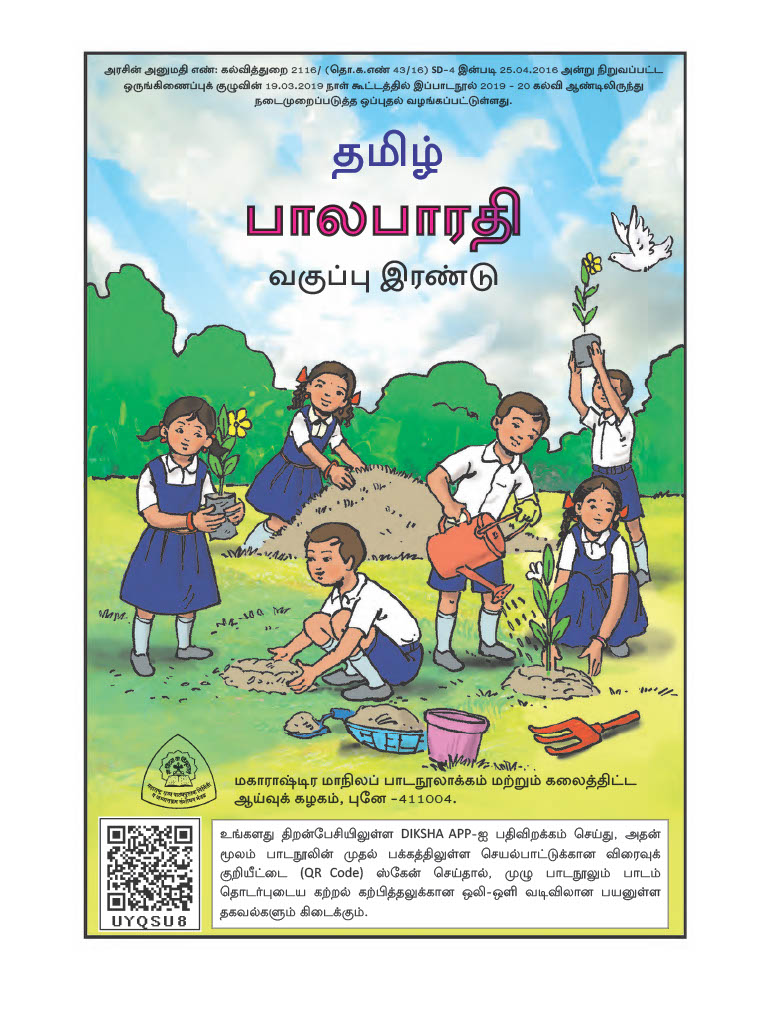 அரசின் அனுமதி எண்: கல்வித்துறை 2116/ (தொ.க.எண் 43/16) SD-4 இன்படி 25.04.2016 அன்று நிறுவப்பட்ட
ஒருங்கிணைப்புக் குழுவின் 19.03.2019 நாள் கூட்டத்தில் இப்பாடநூல் 2019 - 20 கல்வி ஆண்டிலிருந்து
நடைமுறைப்படுத்த ஒப்புதல் வழங்கப்பட்டுள்ளது.
தமிழ்
பாலபாரதி
வகுப்பு இரண்டு
மகாராஷ்டிர மாநிலப் பாடநூலாக்கம் மற்றும் கலைத்திட்ட
ஆய்வுக் கழகம், புனே -411004.
உங்களது திறன்பேசியிலுள்ள DIKSHA APP-ஐ பதிவிறக்கம் செய்து, அதன்
மூலம் பாடநூலின் முதல் பக்கத்திலுள்ள செயல்பாட்டுக்கான விரைவுக்
குறியீட்டை (QR Code) ஸ்கேன் செய்தால், முழு பாடநூலும் பாடம்
தொடர்புடைய கற்றல் கற்பித்தலுக்கான ஒலி-ஒளி வடிவிலான பயனுள்ள
தகவல்களும் கிடைக்கும்.
UYQSU8